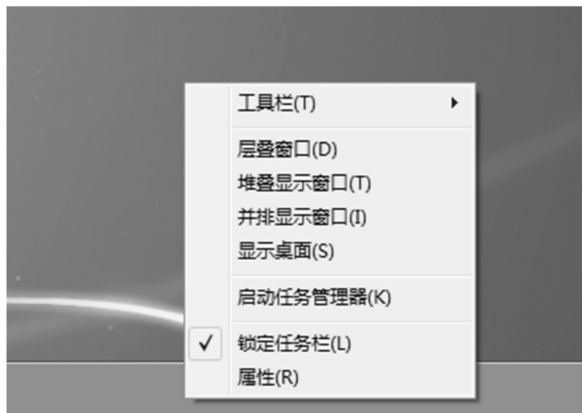 工具栏(T)
层叠窗口(D)
堆叠显示窗口(T)
并排显示窗口(I)
显示桌面(S)
启动任务管理器(K)
锁定任务栏(L)
属性(R)